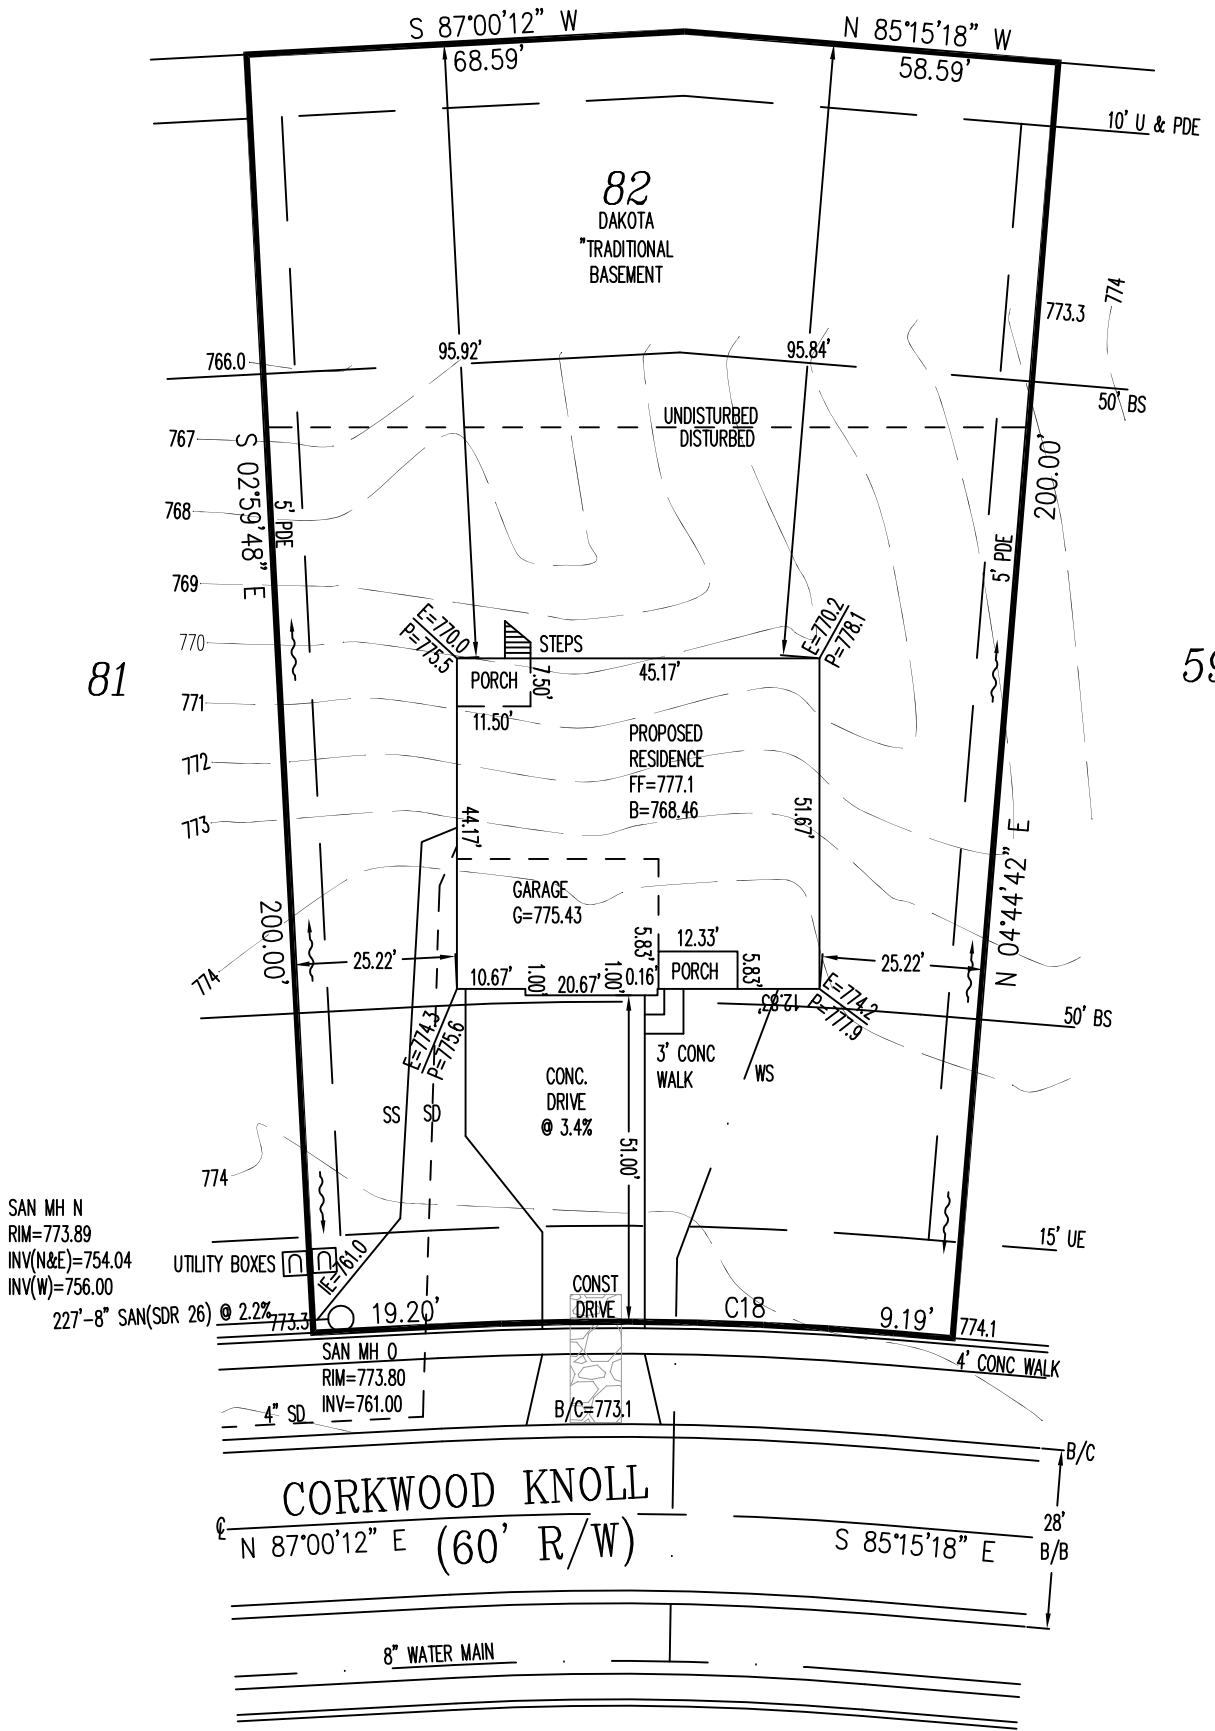 S 87°00'12" W
68.59'
N 85°15'18" W
58.59'
10' U & PDE
82
DAKOTA
"TRADITIONAL
BASEMENT
774
773.3
766.0
95.92'
95.84'
50' BS
UNDISTURBED
DISTURBED
767
S 02°59'48" E
200.00'
768
5' PDE
5' PDE
769
E=770.0
P=775.5
E=770.2
P=778.1
770
STEPS
81
59
PORCH
7.50'
45.17'
771
11.50'
PROPOSED
RESIDENCE
FF=777.1
B=768.46
772
773
44.17'
51.67'
N 04°44'42" E
GARAGE
G=775.43
200.00'
774
25.22'
5.83'
12.33'
PORCH
5.83'
25.22'
10.67'
1.00'
20.67'
1.00'
0.16'
12.83'
E=774.2
P=777.9
50' BS
E=774.3
P=775.6
3' CONC
WALK
WS
CONC.
DRIVE
@ 3.4%
SS
SD
51.00'
774
SAN MH N
RIM=773.89
INV(N&E)=754.04
INV(W)=756.00
15' UE
UTILITY BOXES
IE=761.0
CONST
DRIVE
227'-8" SAN(SDR 26) @ 2.2%
773.3
19.20'
C18
9.19'
774.1
SAN MH O
RIM=773.80
INV=761.00
4' CONC WALK
4" SD
B/C=773.1
B/C
CORKWOOD KNOLL
(60' R/W)
℄
N 87°00'12" E
S 85°15'18" E
28'
B/B
8" WATER MAIN